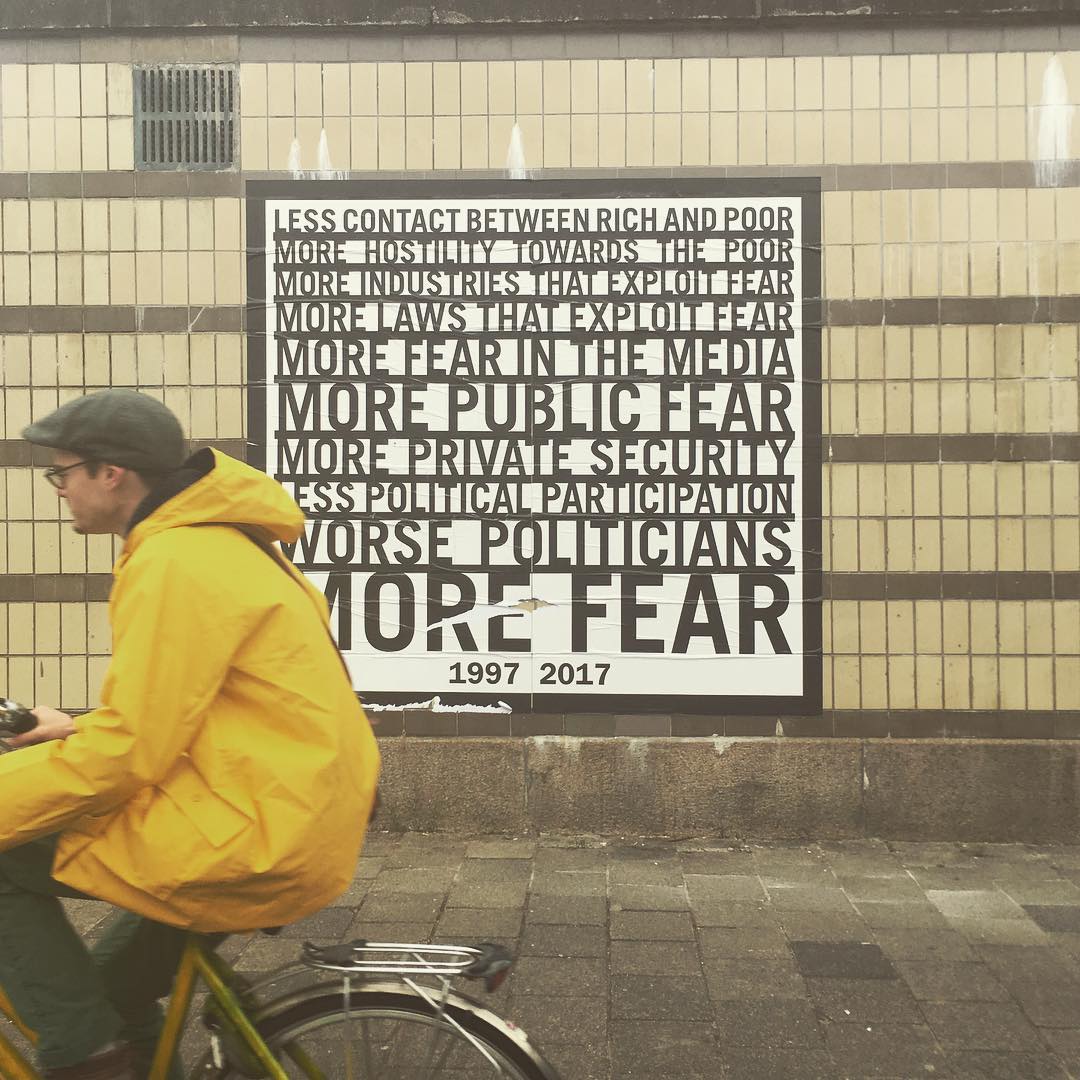 LESS CONTACT BETWEEN RICH AND POOR
MORE HOSTILITY TOWARDS THE POOR
MORE INDUSTRIES THAT EXPLOIT FEAR
MORE LAWS THAT EXPLOIT FEAR
MORE FEAR IN THE MEDIA
MORE PUBLIC FEAR
MORE PRIVATE SECURITY
LESS POLITICAL PARTICIPATION
WORSE POLITICIANS
MORE FEAR
1997 2017